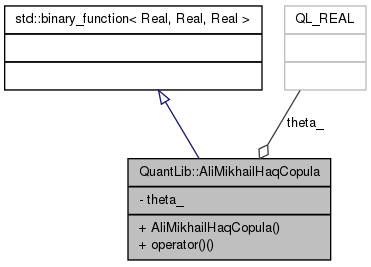 std::binary_function< Real, Real, Real >
QL_REAL
theta_
QuantLib::AliMikhailHaqCopula
- theta_
+ AliMikhailHaqCopula()
+ operator()()